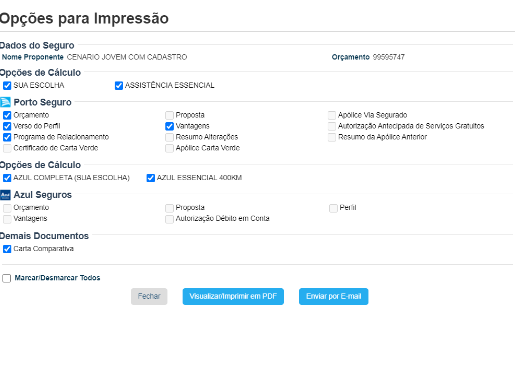 Opções para Impressão
Dados do Seguro
Nome Proponente CENARIO JOVEM COM CADASTRO Orçamento 99595747
Opções de Cálculo
SUA ESCOLHA ASSISTÊNCIA ESSENCIAL
Porto Seguro
Orçamento Proposta Apólice Via Segurado
Verso do Perfil Vantagens Autorização Antecipada de Serviços Gratuitos
Programa de Relacionamento Resumo Alterações Resumo da Apólice Anterior
Certificado de Carta Verde Apólice Carta Verde
Opções de Cálculo
AZUL COMPLETA (SUA ESCOLHA) AZUL ESSENCIAL 400KM
Azul Seguros
Orçamento Proposta Perfil
Vantagens Autorização Débito em Conta
Demais Documentos
Carta Comparativa
Marcar/Desmarcar Todos
Fechar Visualizar/Imprimir em PDF Enviar por E-mail